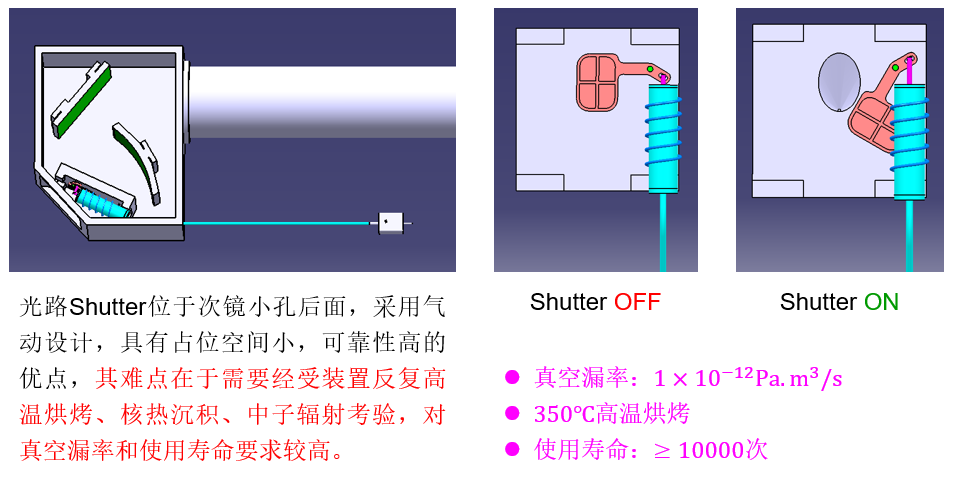 光路Shutter位于次镜小孔后面，采用气
动设计，具有占位空间小，可靠性高的
优点，其难点在于需要经受装置反复高
温烘烤、核热沉积、中子辐射考验，对
真空漏率和使用寿命要求较高。
Shutter OFF
Shutter ON
● 真空漏率：1 × 10⁻¹²Pa. m³/s
● 350℃高温烘烤
● 使用寿命：≥ 10000次